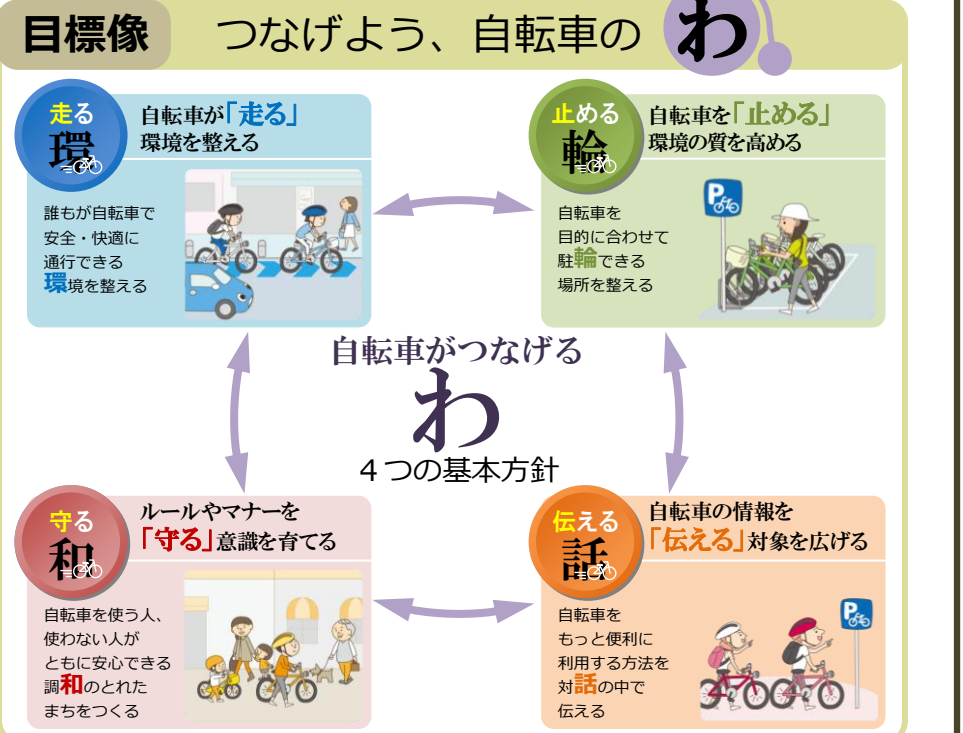 目標像 つなげよう、自転車の わ
走る
環
自転車が「走る」
環境を整える
誰もが自転車で
安全・快適に
通行できる
環境を整える
止める
輪
自転車を「止める」
環境の質を高める
自転車を
目的に合わせて
駐輪できる
場所を整える
P
自転車がつなげる
わ
４つの基本方針
守る
和
ルールやマナーを
「守る」意識を育てる
自転車を使う人、
使わない人が
ともに安心できる
調和のとれた
まちをつくる
伝える
話
自転車の情報を
「伝える」対象を広げる
自転車を
もっと便利に
利用する方法を
対話の中で
伝える
P